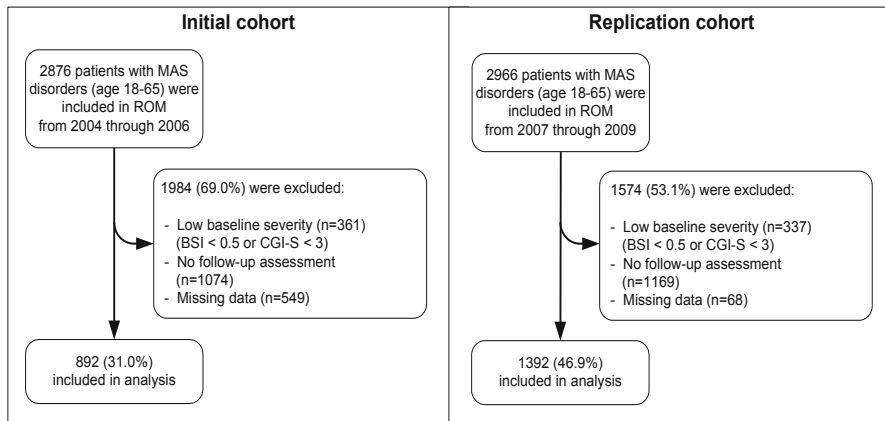 Initial cohort
2876 patients with MAS
disorders (age 18-65) were
included in ROM
from 2004 through 2006
1984 (69.0%) were excluded:
- Low baseline severity (n=361)
(BSI < 0.5 or CGI-S < 3)
- No follow-up assessment
(n=1074)
- Missing data (n=549)
892 (31.0%)
included in analysis
Replication cohort
2966 patients with MAS
disorders (age 18-65) were
included in ROM
from 2007 through 2009
1574 (53.1%) were excluded:
- Low baseline severity (n=337)
(BSI < 0.5 or CGI-S < 3)
- No follow-up assessment
(n=1169)
- Missing data (n=68)
1392 (46.9%)
included in analysis